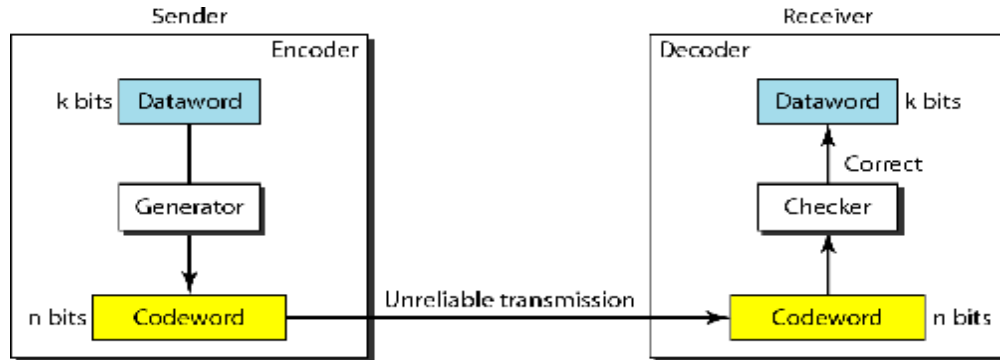 Sender
Receiver
Encoder
Decoder
k bits
Dataword
Dataword
k bits
Correct
Generator
Checker
Unreliable transmission
n bits
Codeword
Codeword
n bits